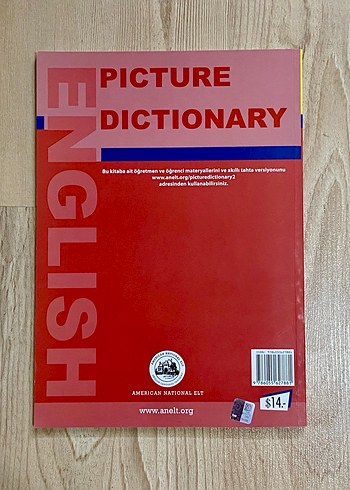 ENGLISH
PICTURE
DICTIONARY
Bu kitaba ait öğretmen ve öğrenci materyallerini ve akıllı tahta versiyonunu
www.anelt.org/picturedictionary2
adresinden kullanabilirsiniz.
AMERICAN NATIONAL ELT
www.anelt.org
$14.-